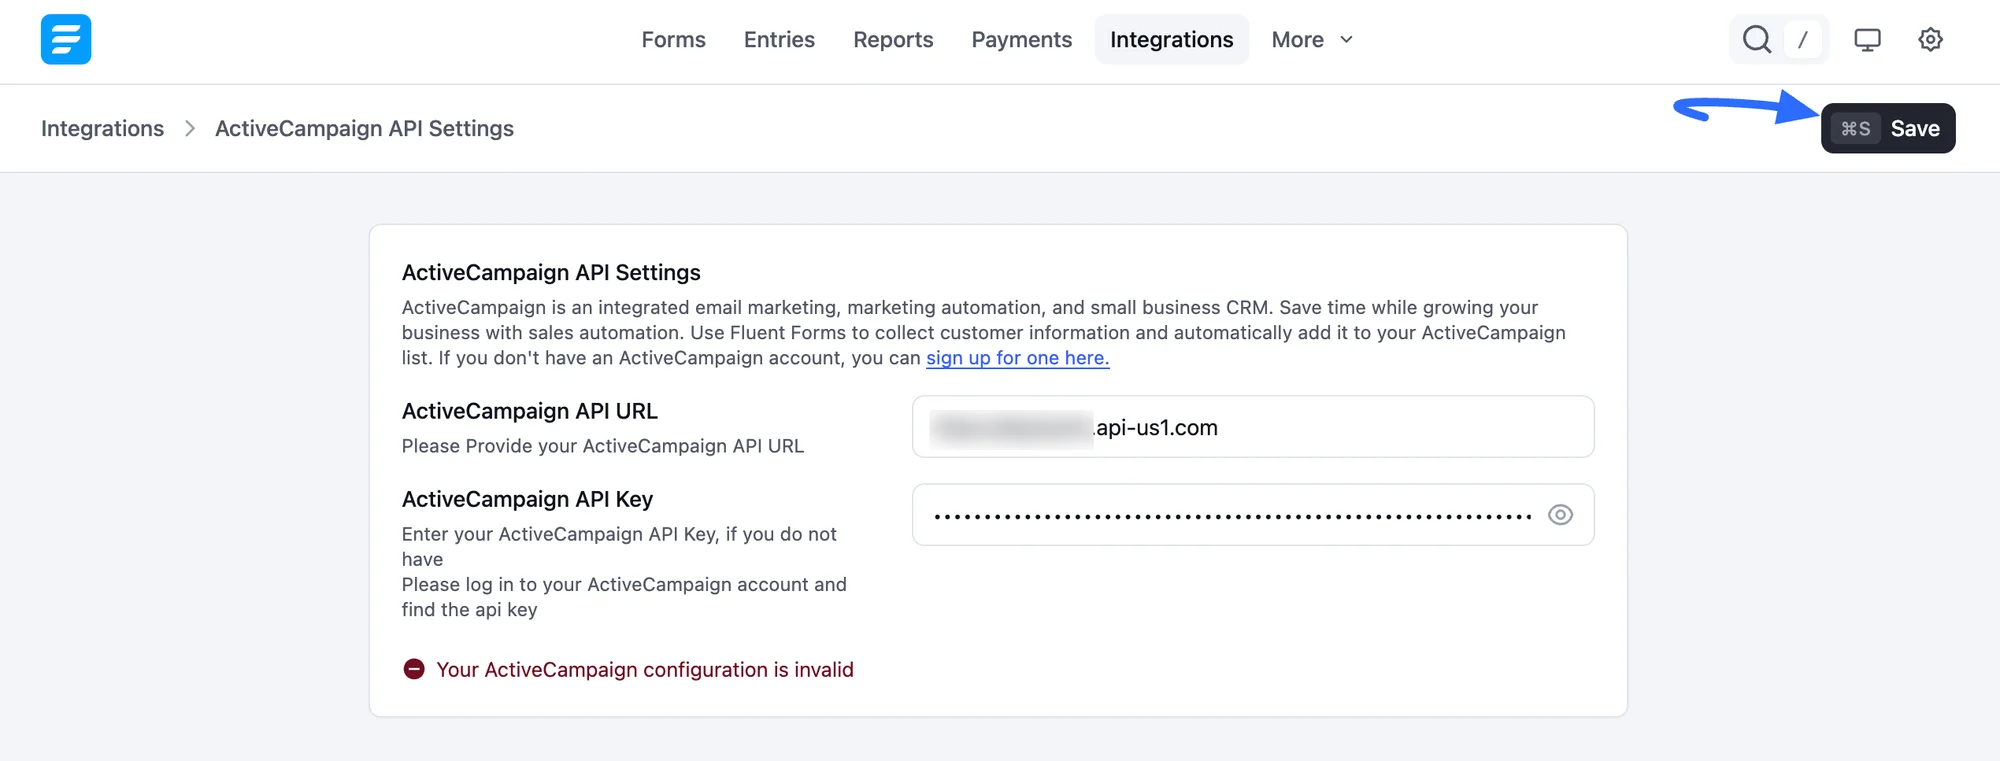 Forms Entries Reports Payments Integrations More /
Integrations > ActiveCampaign API Settings ⌘S Save
ActiveCampaign API Settings
ActiveCampaign is an integrated email marketing, marketing automation, and small business CRM. Save time while growing your
business with sales automation. Use Fluent Forms to collect customer information and automatically add it to your ActiveCampaign
list. If you don't have an ActiveCampaign account, you can sign up for one here.
ActiveCampaign API URL
Please Provide your ActiveCampaign API URL
.api-us1.com
ActiveCampaign API Key
Enter your ActiveCampaign API Key, if you do not
have
Please log in to your ActiveCampaign account and
find the api key
Your ActiveCampaign configuration is invalid